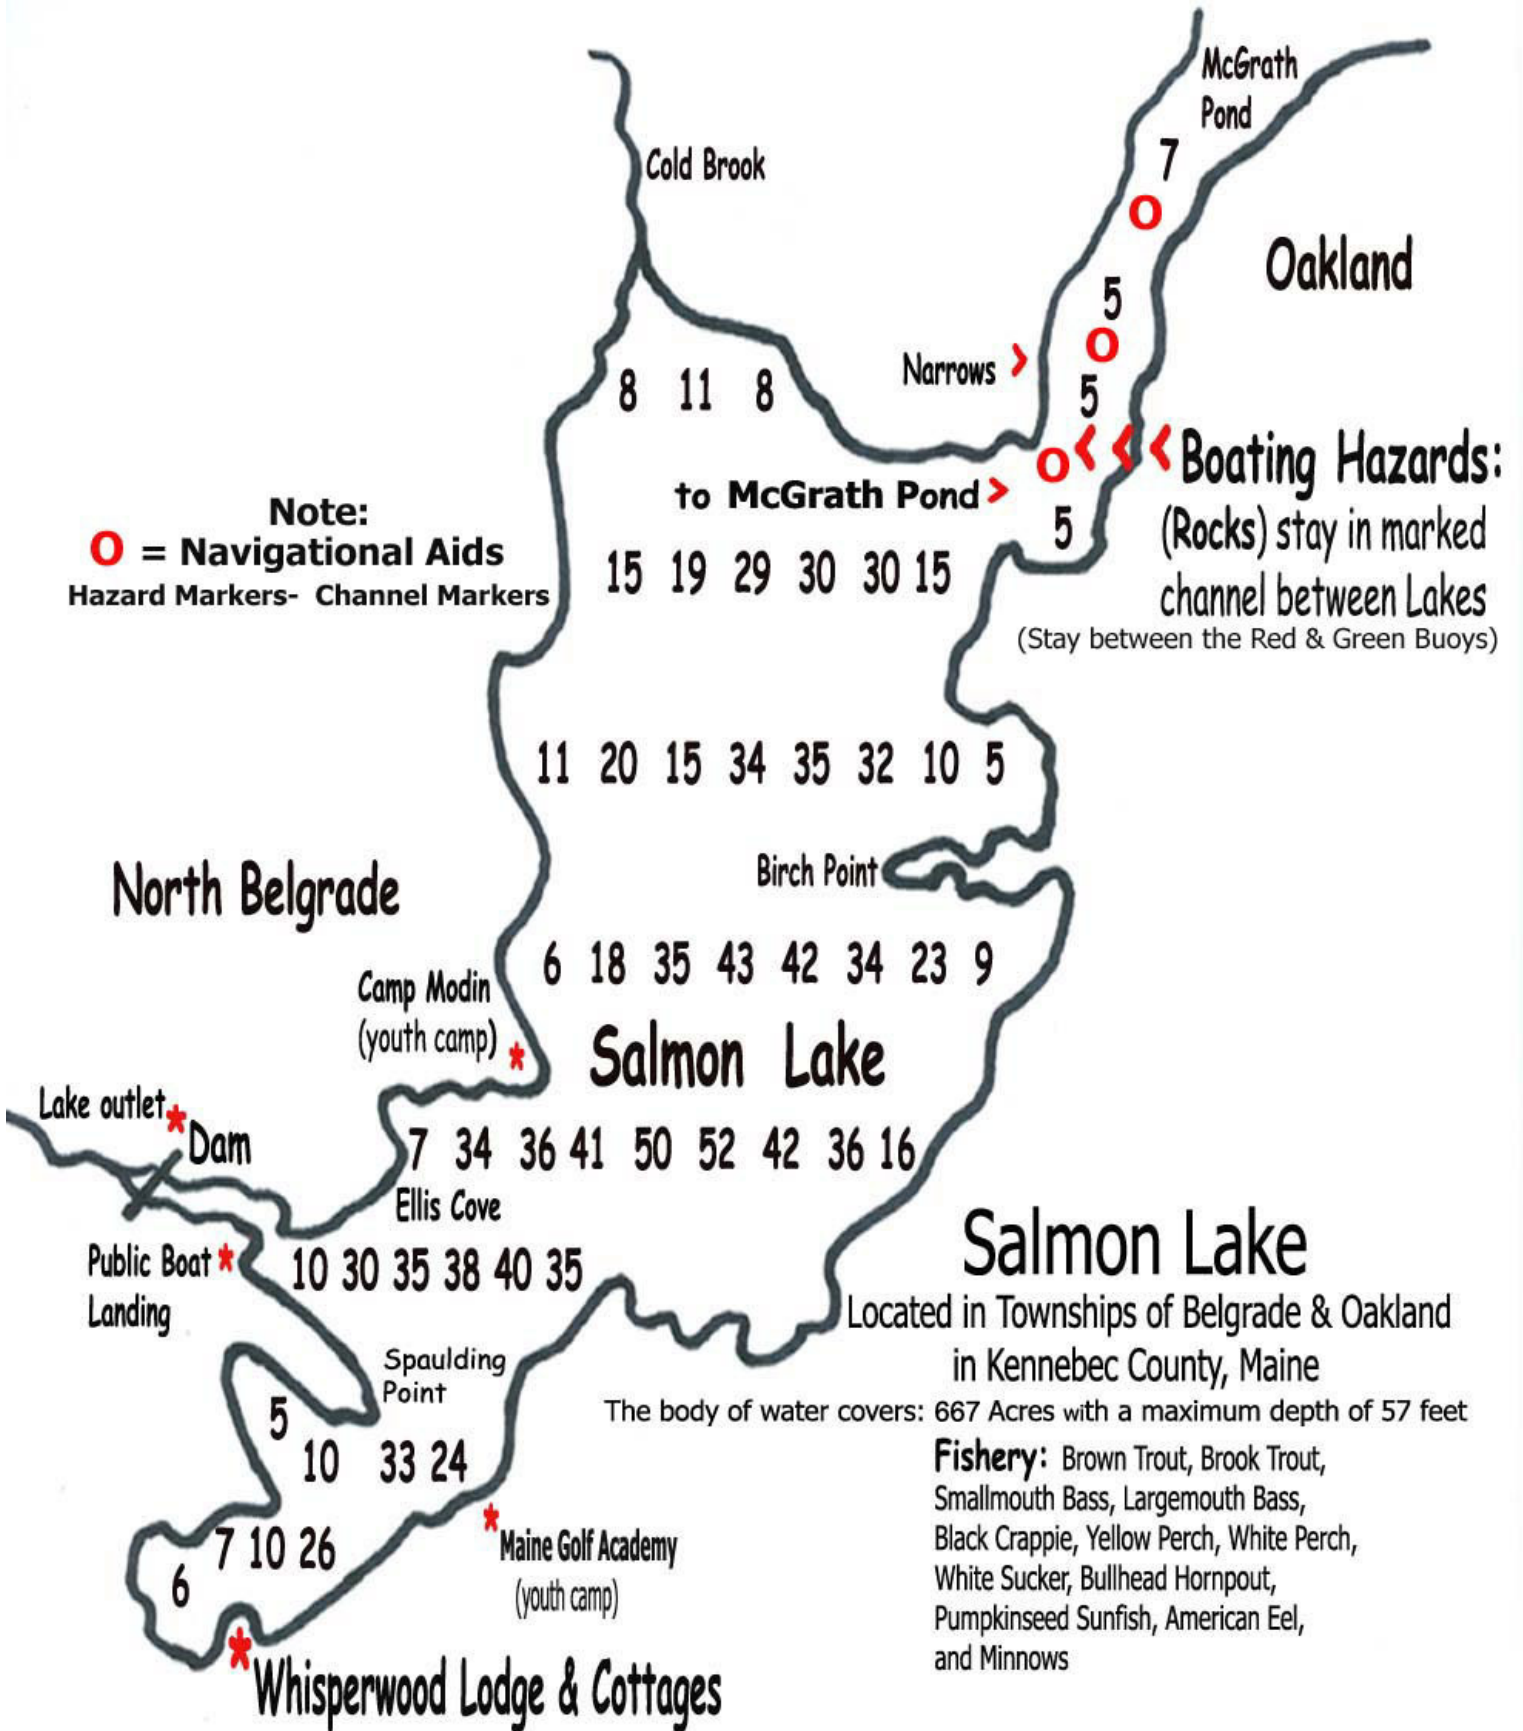 McGrath
Pond
7
Cold Brook
O
Oakland
5
O
Narrows >
8 11 8
5
O < < < Boating Hazards:
to McGrath Pond >
(Rocks) stay in marked
channel between Lakes
(Stay between the Red & Green Buoys)
5
Note:
O = Navigational Aids
Hazard Markers- Channel Markers
15 19 29 30 30 15
11 20 15 34 35 32 10 5
Birch Point
North Belgrade
6 18 35 43 42 34 23 9
Camp Modin
(youth camp) *
Salmon Lake
Lake outlet *
Dam
7 34 36 41 50 52 42 36 16
Ellis Cove
Public Boat *
Landing
10 30 35 38 40 35
Spaulding
Point
5
10 33 24
7 10 26
6
*
Maine Golf Academy
(youth camp)
*
Whisperwood Lodge & Cottages
Salmon Lake
Located in Townships of Belgrade & Oakland
in Kennebec County, Maine
The body of water covers: 667 Acres with a maximum depth of 57 feet
Fishery: Brown Trout, Brook Trout,
Smallmouth Bass, Largemouth Bass,
Black Crappie, Yellow Perch, White Perch,
White Sucker, Bullhead Hornpout,
Pumpkinseed Sunfish, American Eel,
and Minnows